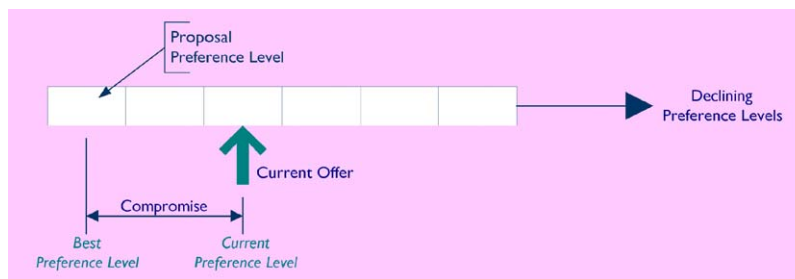 Proposal
Preference Level
Declining
Preference Levels
Current Offer
Compromise
Best
Preference Level
Current
Preference Level